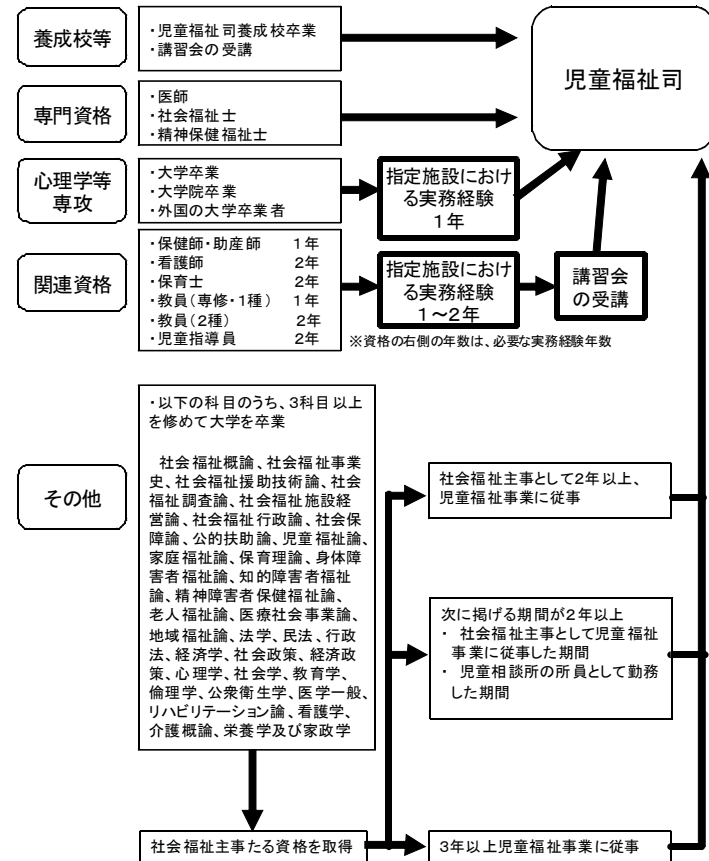 養成校等
・児童福祉司養成校卒業
・講習会の受講
児童福祉司
専門資格
・医師
・社会福祉士
・精神保健福祉士
心理学等
専攻
・大学卒業
・大学院卒業
・外国の大学卒業者
指定施設におけ
る実務経験
1年
関連資格
・保健師・助産師 1年
・看護師 2年
・保育士 2年
・教員(専修・1種) 1年
・教員(2種) 2年
・児童指導員 2年
指定施設におけ
る実務経験
1~2年
講習会
の受講
※資格の右側の年数は、必要な実務経験年数
その他
・以下の科目のうち、3科目以上
を修めて大学を卒業
社会福祉概論、社会福祉事業
史、社会福祉援助技術論、社会
福祉調査論、社会福祉施設経
営論、社会福祉行政論、社会保
障論、公的扶助論、児童福祉論、
家庭福祉論、保育理論、身体障
害者福祉論、知的障害者福祉
論、精神障害者保健福祉論、
老人福祉論、医療社会事業論、
地域福祉論、法学、民法、行政
法、経済学、社会政策、経済政
策、心理学、社会学、教育学、
倫理学、公衆衛生学、医学一般、
リハビリテーション論、看護学、
介護概論、栄養学及び家政学
社会福祉主事として2年以上、
児童福祉事業に従事
次に掲げる期間が2年以上
・ 社会福祉主事として児童福祉
事業に従事した期間
・ 児童相談所の所員として勤務
した期間
社会福祉主事たる資格を取得
3年以上児童福祉事業に従事